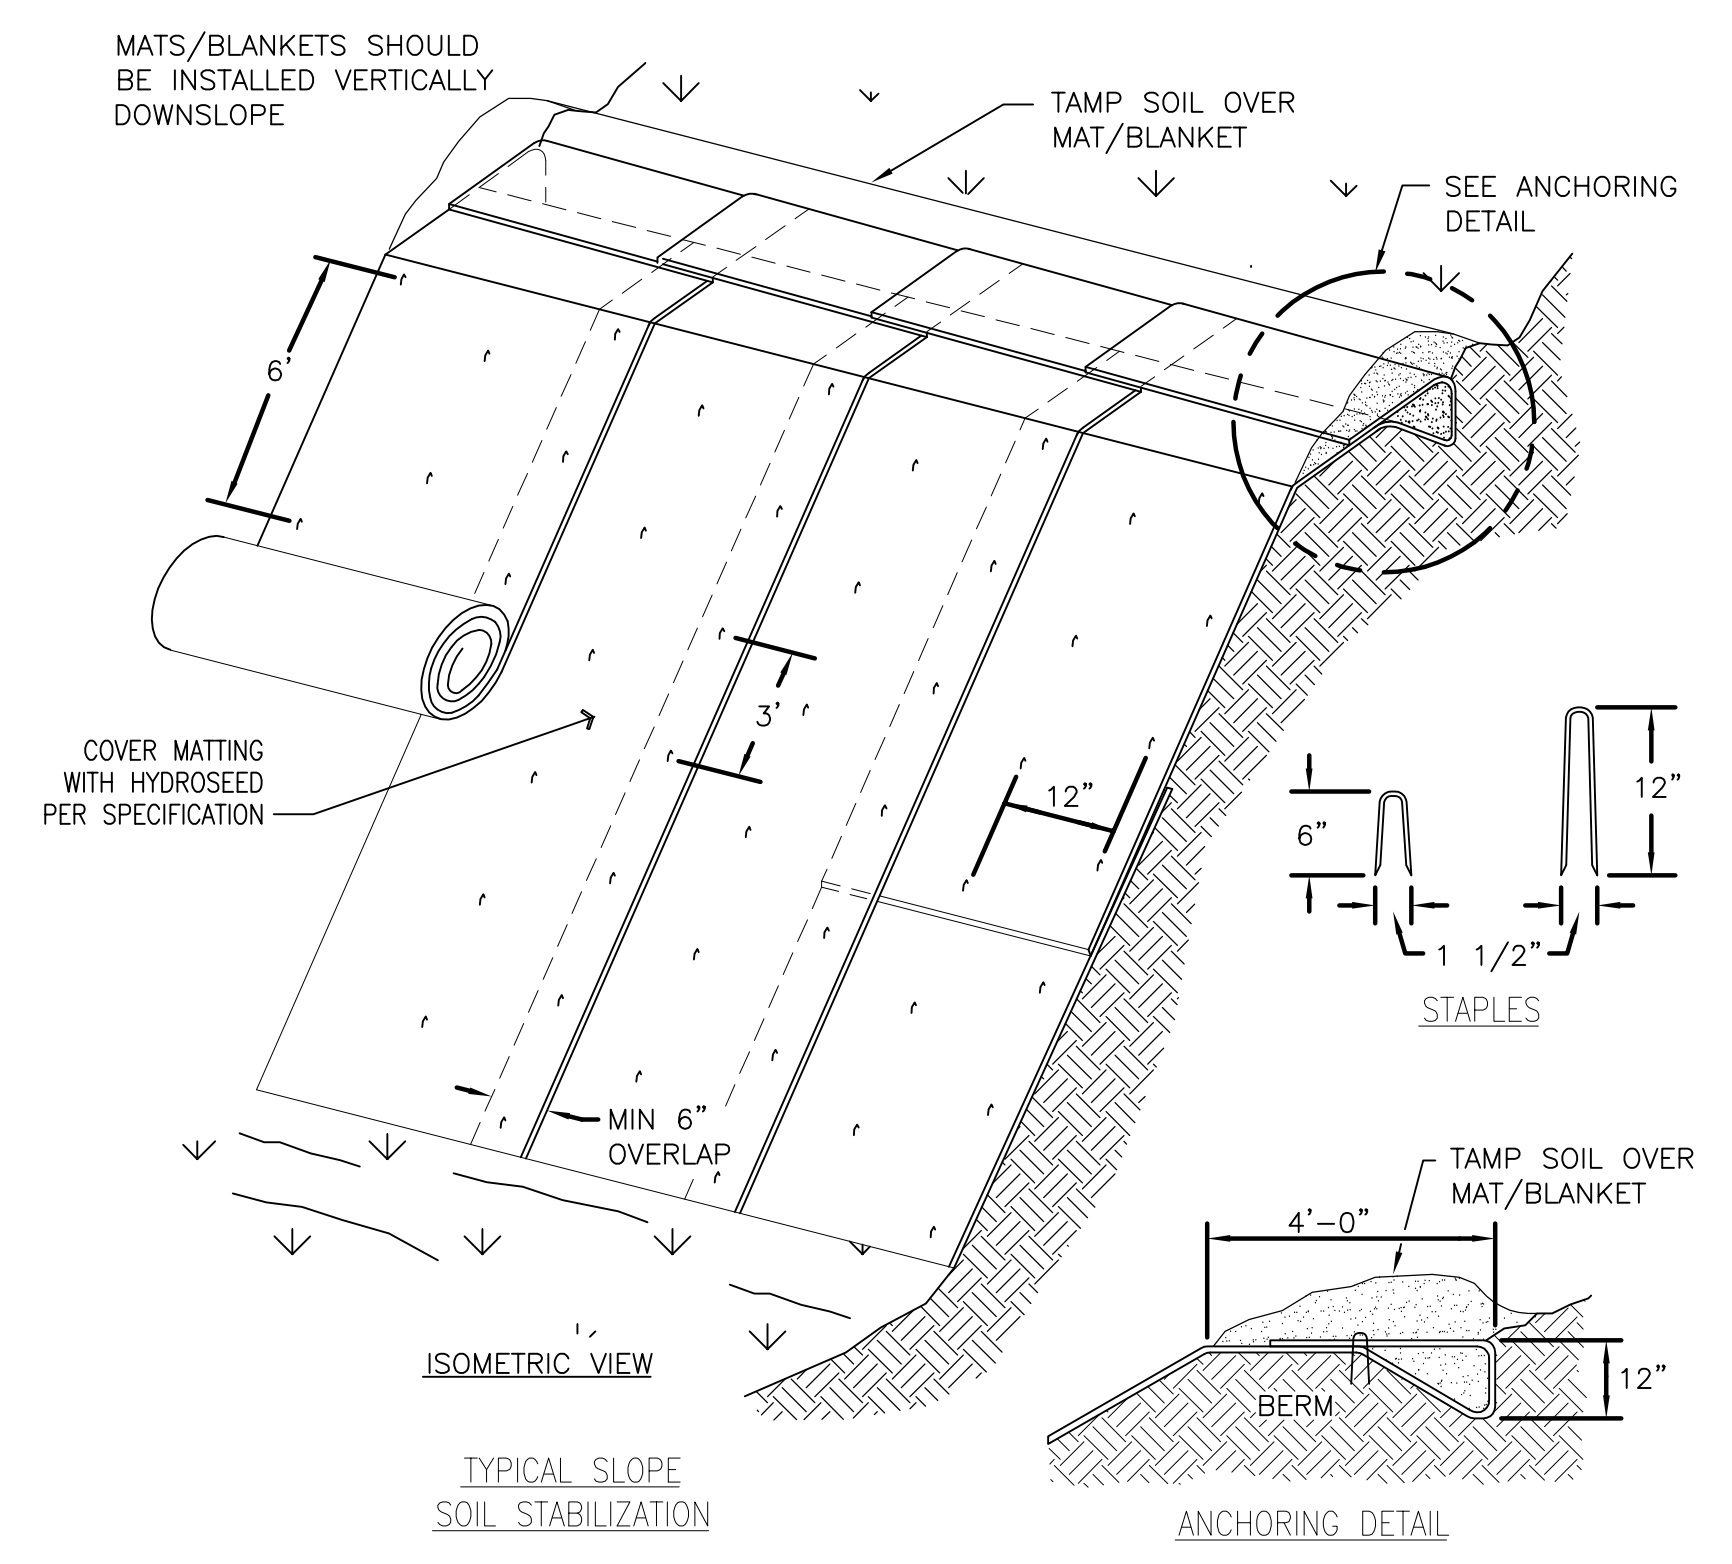 MATS/BLANKETS SHOULD
BE INSTALLED VERTICALLY
DOWNSLOPE
TAMP SOIL OVER
MAT/BLANKET
SEE ANCHORING
DETAIL
6'
3'
12"
COVER MATTING
WITH HYDROSEED
PER SPECIFICATION
MIN 6"
OVERLAP
6"
12"
1 1/2"
STAPLES
ISOMETRIC VIEW
TYPICAL SLOPE
SOIL STABILIZATION
TAMP SOIL OVER
MAT/BLANKET
4'-0"
12"
BERM
ANCHORING DETAIL